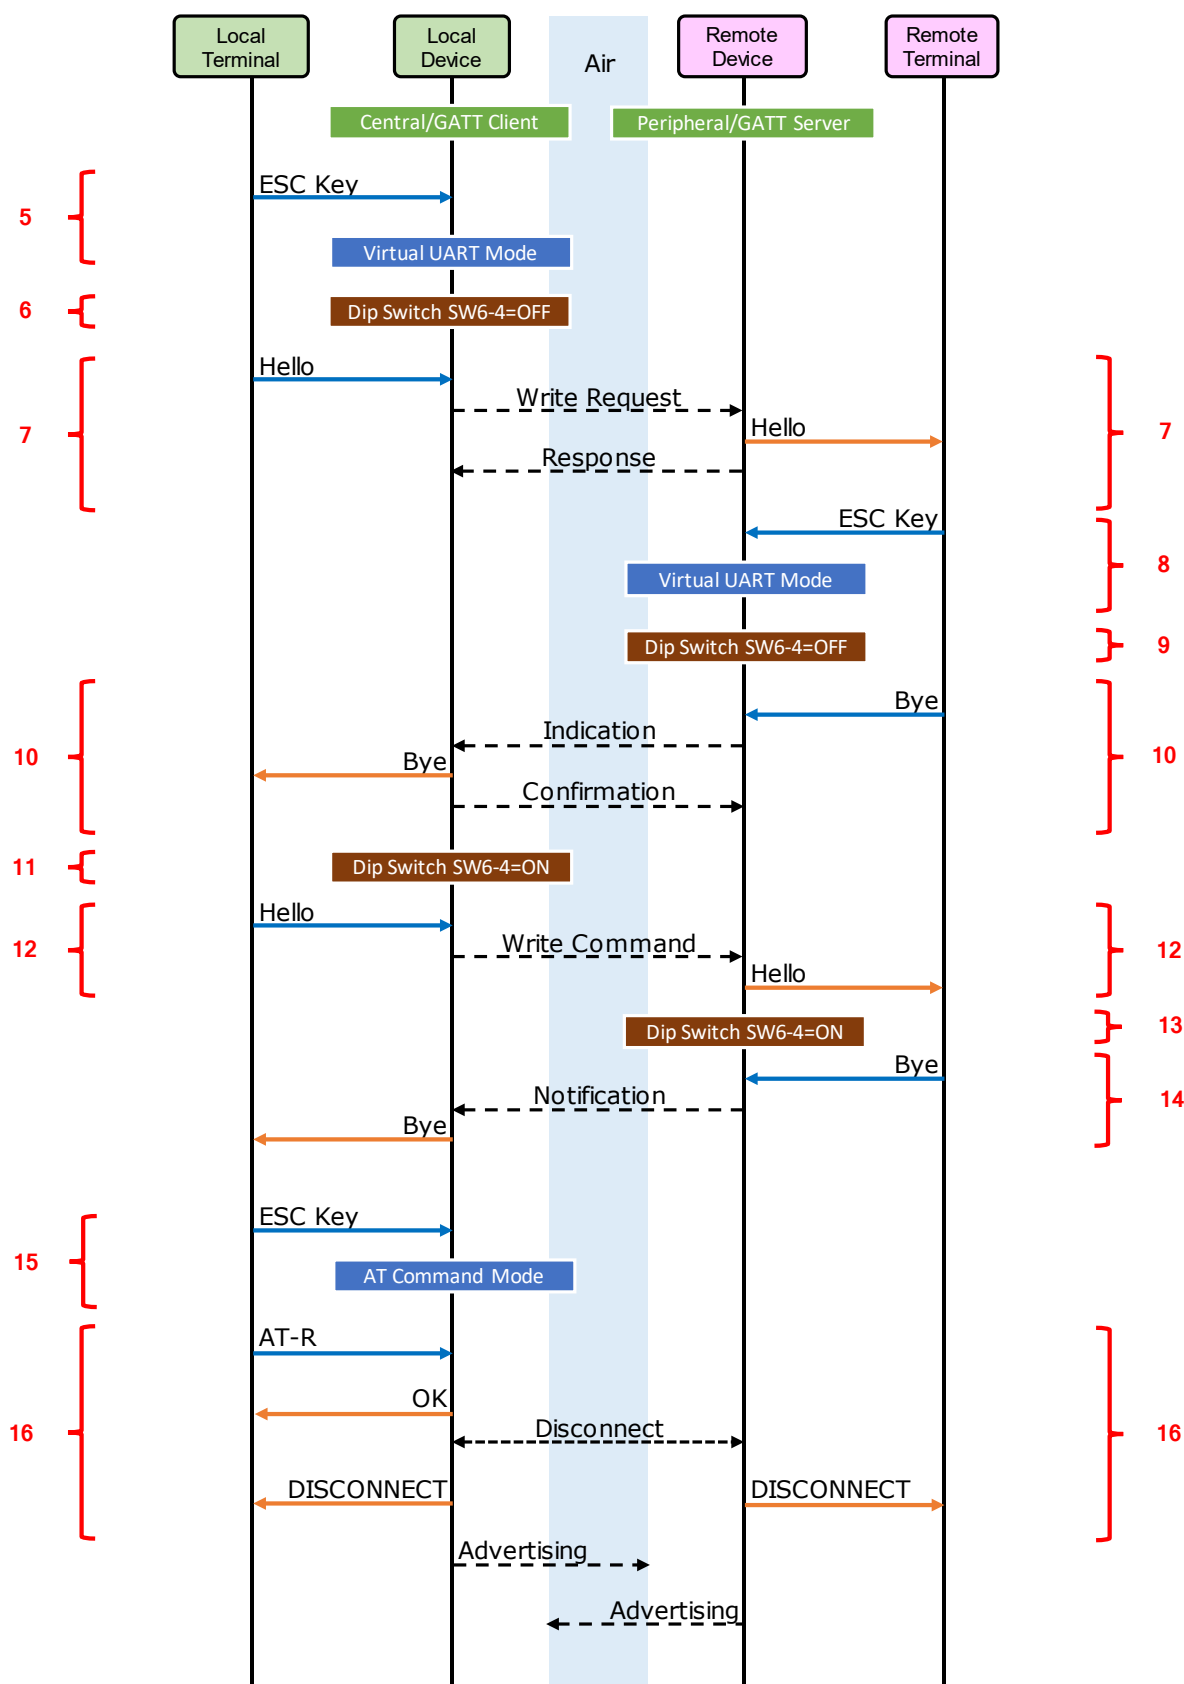 Local
Terminal
Local
Device
Air
Remote
Device
Remote
Terminal
Central/GATT Client
Peripheral/GATT Server
ESC Key
5
Virtual UART Mode
6
Dip Switch SW6-4=OFF
Hello
Write Request
7
Hello
7
Response
ESC Key
8
Virtual UART Mode
9
Dip Switch SW6-4=OFF
Bye
Indication
10
Bye
10
Confirmation
11
Dip Switch SW6-4=ON
Hello
12
Write Command
12
Hello
Dip Switch SW6-4=ON
13
Bye
Notification
14
Bye
ESC Key
15
AT Command Mode
AT-R
OK
16
Disconnect
16
DISCONNECT
DISCONNECT
Advertising
Advertising